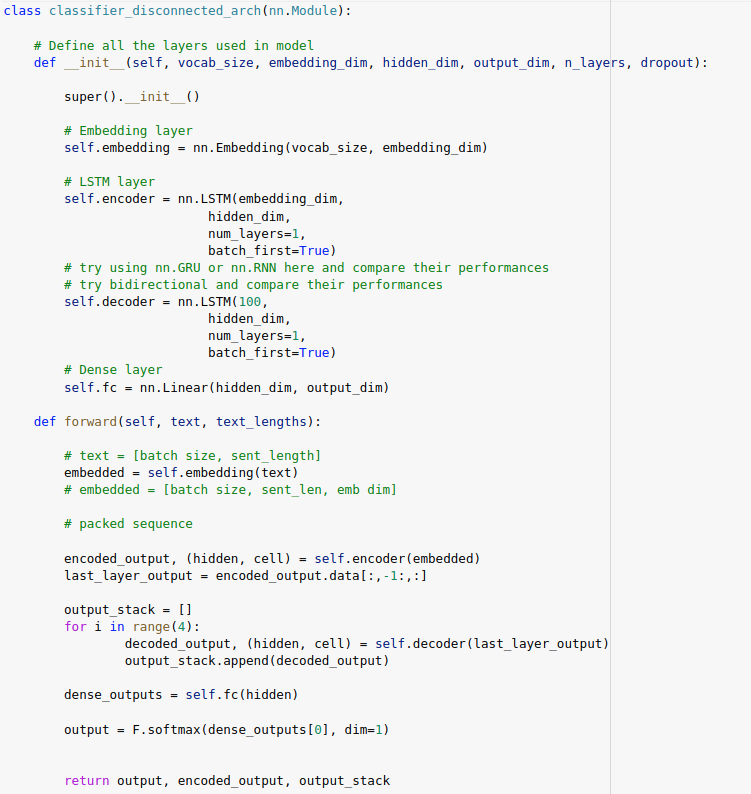 class classifier_disconnected_arch(nn.Module):
    # Define all the layers used in model
    def __init__(self, vocab_size, embedding_dim, hidden_dim, output_dim, n_layers, dropout):
        super().__init__()
        # Embedding layer
        self.embedding = nn.Embedding(vocab_size, embedding_dim)
        # LSTM layer
        self.encoder = nn.LSTM(embedding_dim,
                           hidden_dim,
                           num_layers=1,
                           batch_first=True)
        # try using nn.GRU or nn.RNN here and compare their performances
        # try bidirectional and compare their performances
        self.decoder = nn.LSTM(100,
                           hidden_dim,
                           num_layers=1,
                           batch_first=True)
        # Dense layer
        self.fc = nn.Linear(hidden_dim, output_dim)
    def forward(self, text, text_lengths):
        # text = [batch size, sent_length]
        embedded = self.embedding(text)
        # embedded = [batch size, sent_len, emb dim]
        # packed sequence
        encoded_output, (hidden, cell) = self.encoder(embedded)
        last_layer_output = encoded_output.data[:,-1:,:]
        output_stack = []
        for i in range(4):
                decoded_output, (hidden, cell) = self.decoder(last_layer_output)
                output_stack.append(decoded_output)
        dense_outputs = self.fc(hidden)
        output = F.softmax(dense_outputs[0], dim=1)
        return output, encoded_output, output_stack